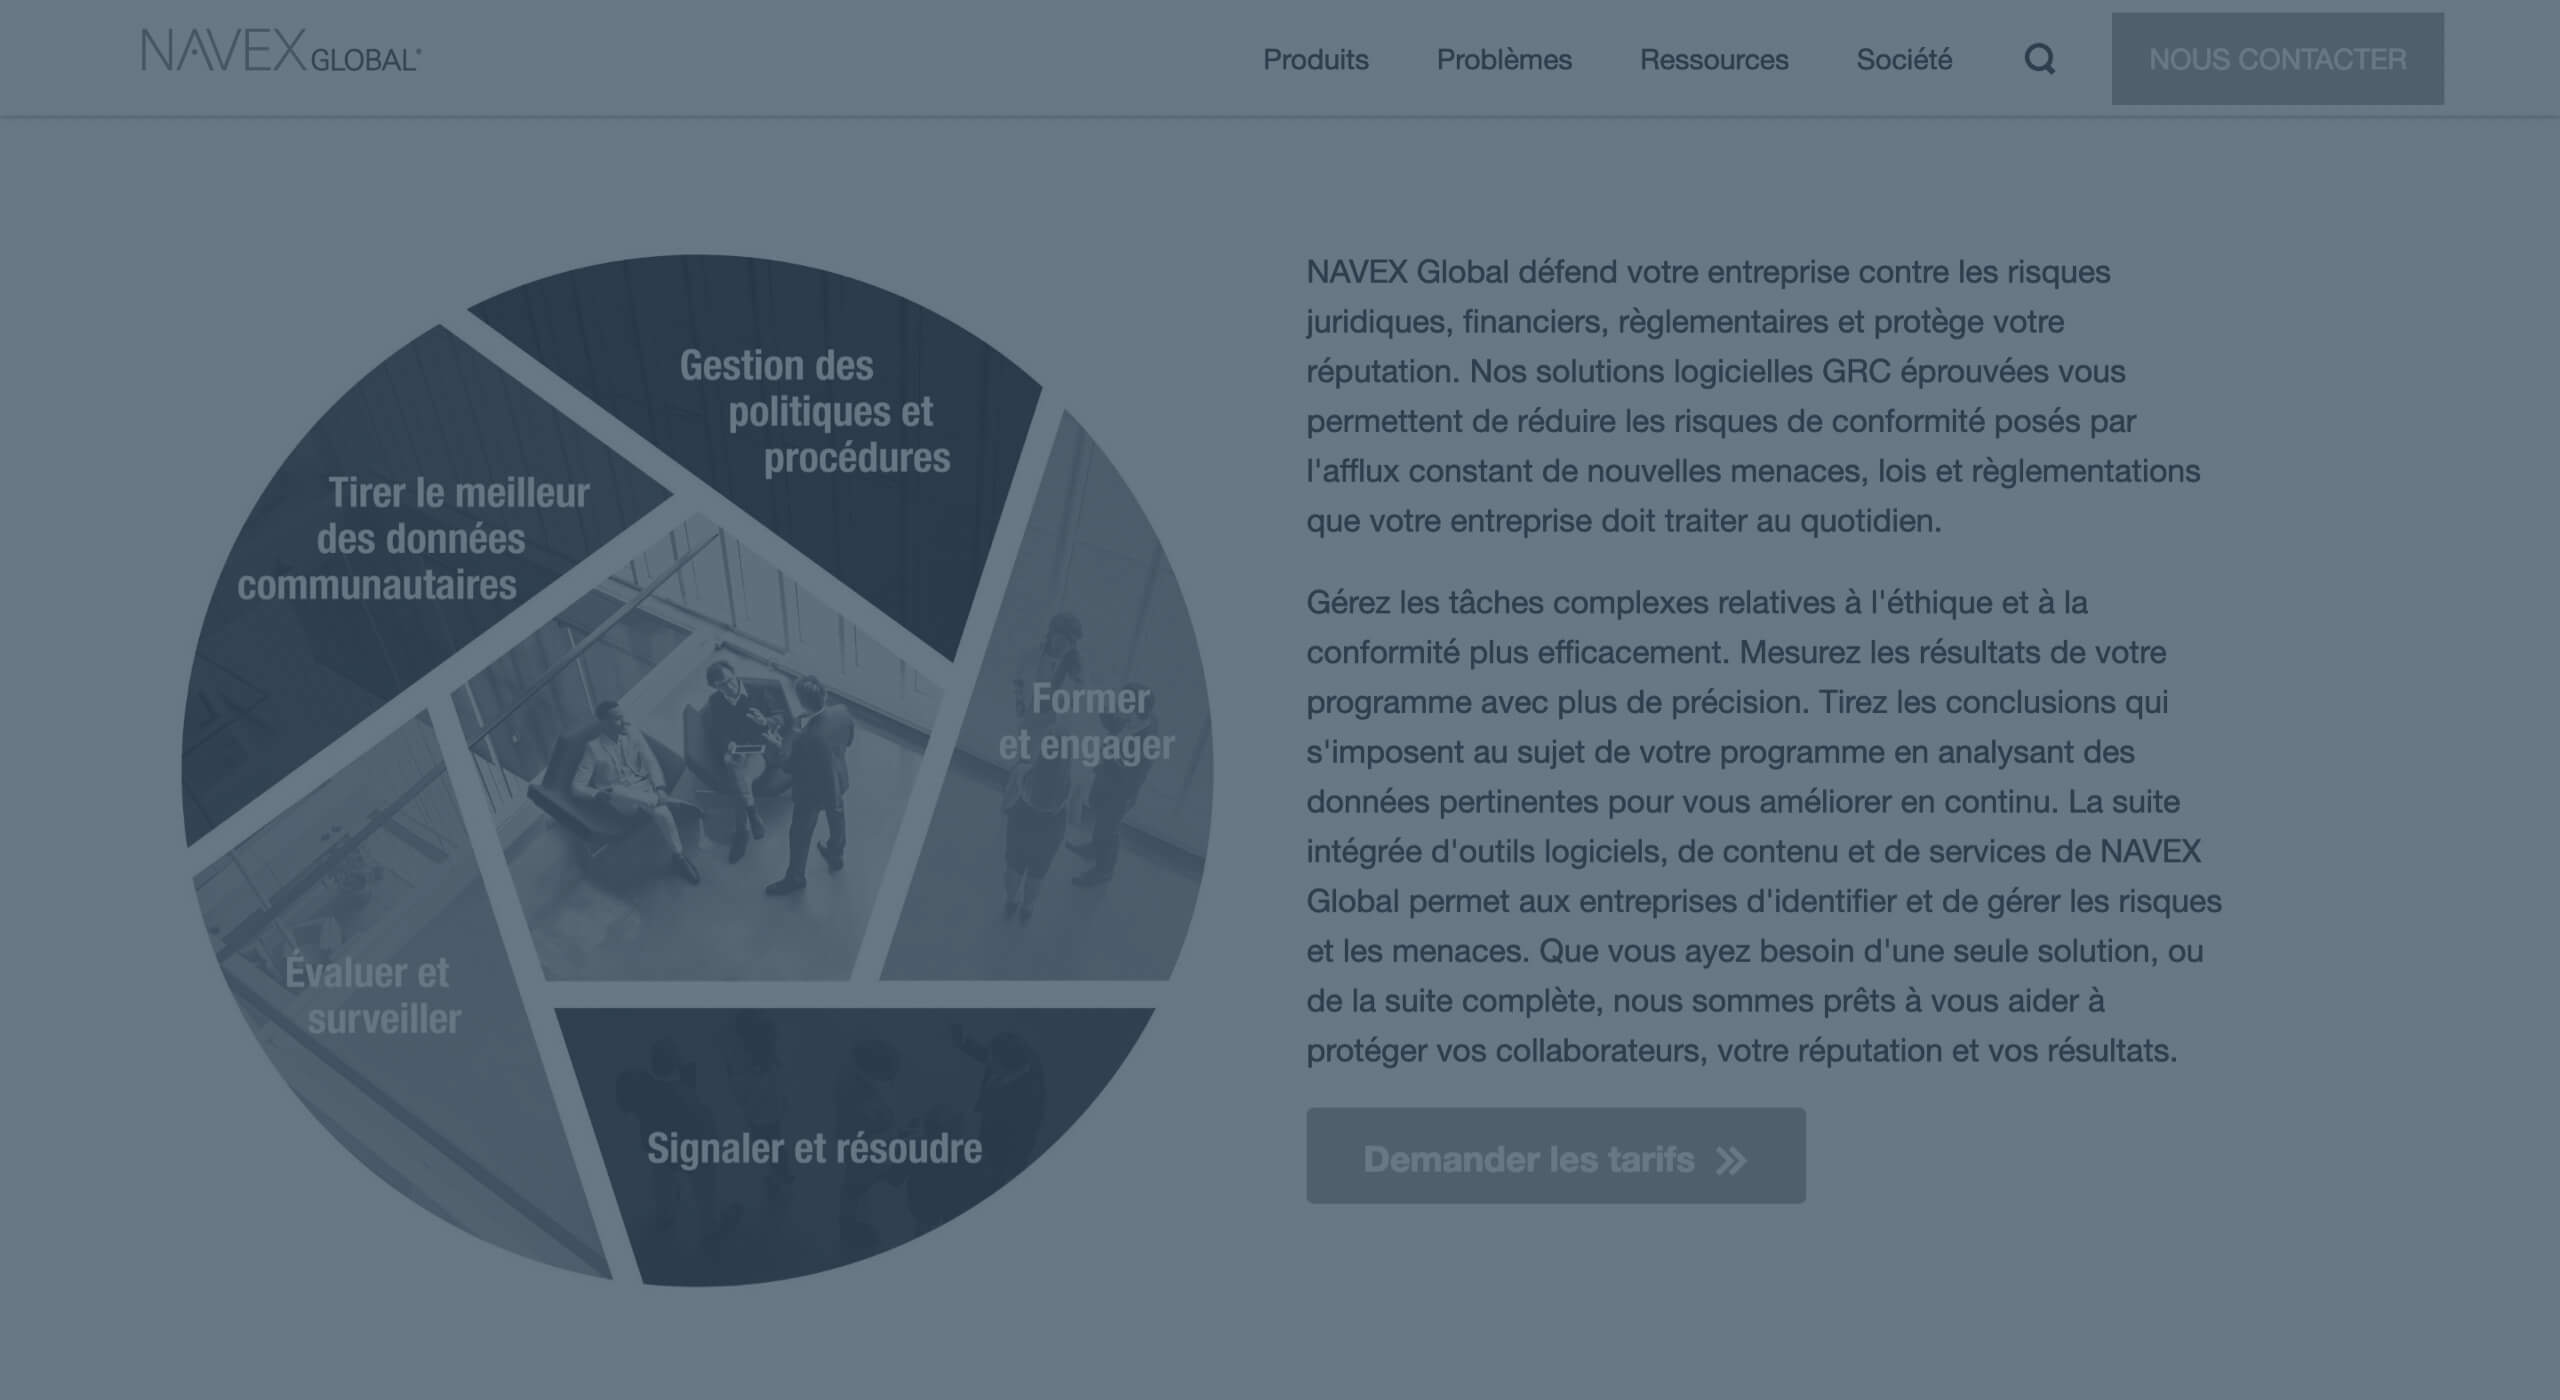 NAVEX GLOBAL®
Produits
Problèmes
Ressources
Société
NOUS CONTACTER
Gestion des
politiques et
procédures
Tirer le meilleur
des données
communautaires
Former
et engager
Évaluer et
surveiller
Signaler et résoudre
NAVEX Global défend votre entreprise contre les risques
juridiques, financiers, règlementaires et protège votre
réputation. Nos solutions logicielles GRC éprouvées vous
permettent de réduire les risques de conformité posés par
l'afflux constant de nouvelles menaces, lois et règlementations
que votre entreprise doit traiter au quotidien.
Gérez les tâches complexes relatives à l'éthique et à la
conformité plus efficacement. Mesurez les résultats de votre
programme avec plus de précision. Tirez les conclusions qui
s'imposent au sujet de votre programme en analysant des
données pertinentes pour vous améliorer en continu. La suite
intégrée d'outils logiciels, de contenu et de services de NAVEX
Global permet aux entreprises d'identifier et de gérer les risques
et les menaces. Que vous ayez besoin d'une seule solution, ou
de la suite complète, nous sommes prêts à vous aider à
protéger vos collaborateurs, votre réputation et vos résultats.
Demander les tarifs »